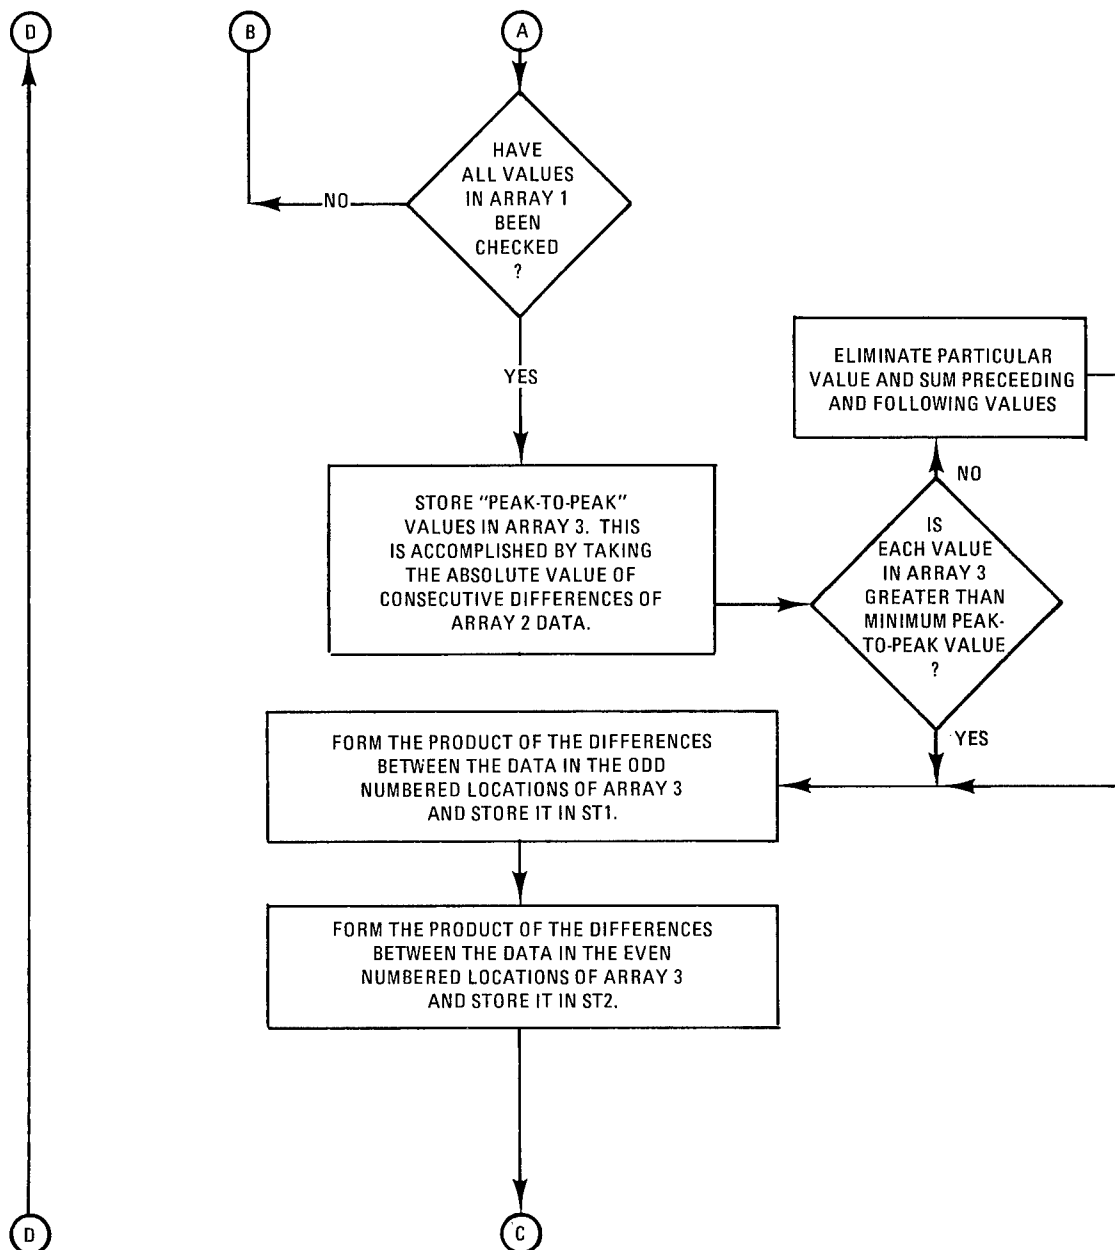 D
B
A
HAVE
ALL VALUES
IN ARRAY 1
BEEN
CHECKED
?
NO
YES
ELIMINATE PARTICULAR
VALUE AND SUM PRECEEDING
AND FOLLOWING VALUES
NO
STORE "PEAK-TO-PEAK"
VALUES IN ARRAY 3. THIS
IS ACCOMPLISHED BY TAKING
THE ABSOLUTE VALUE OF
CONSECUTIVE DIFFERENCES OF
ARRAY 2 DATA.
IS
EACH VALUE
IN ARRAY 3
GREATER THAN
MINIMUM PEAK-
TO-PEAK VALUE
?
YES
FORM THE PRODUCT OF THE DIFFERENCES
BETWEEN THE DATA IN THE ODD
NUMBERED LOCATIONS OF ARRAY 3
AND STORE IT IN ST1.
FORM THE PRODUCT OF THE DIFFERENCES
BETWEEN THE DATA IN THE EVEN
NUMBERED LOCATIONS OF ARRAY 3
AND STORE IT IN ST2.
D
C